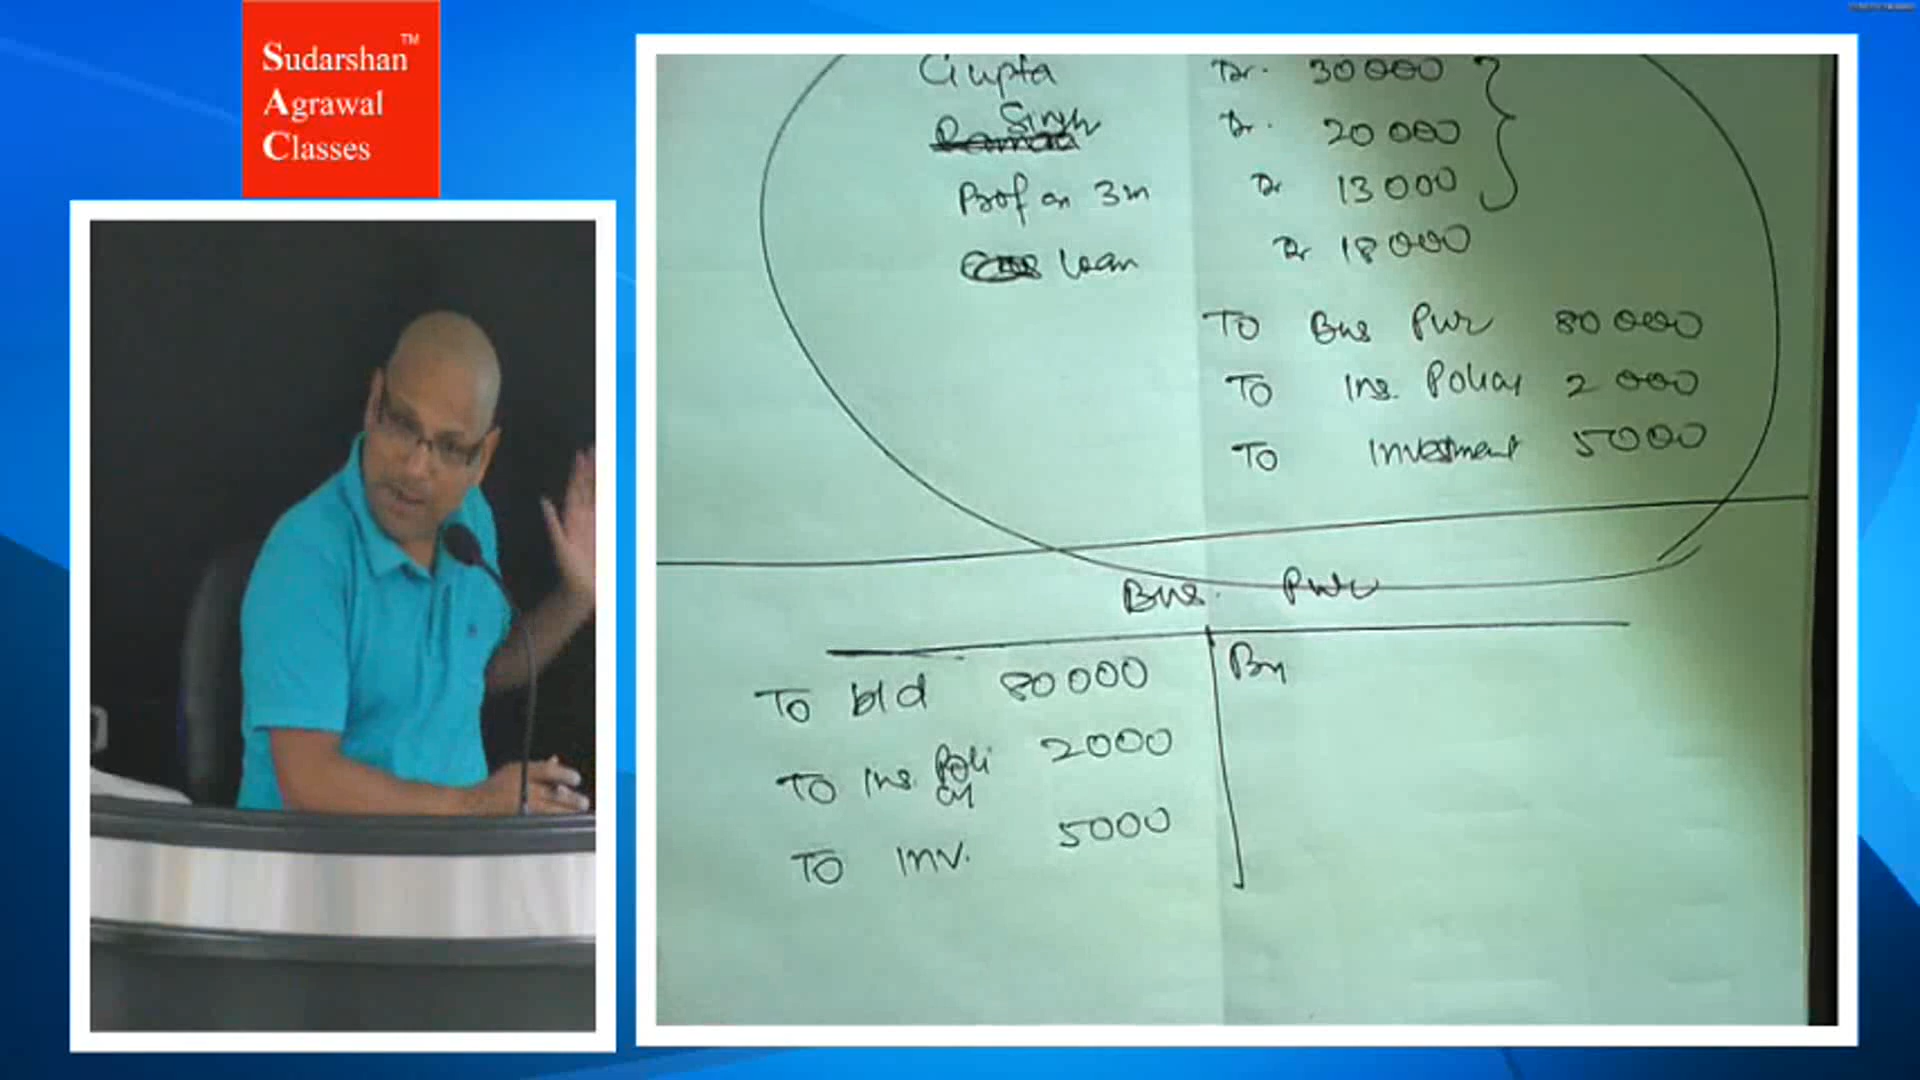 Sudarshan™
Agrawal
Classes
Gupta Dr. 30000
Singh Dr. 20000
Prof on 3m Dr 13000
Loan Dr 18000
To Bus Pur 80000
To Ins. Policy 2000
To Investment 5000
Bus. Pur
To b/d 80000
By
To Ins. Policy 2000
To Inv. 5000